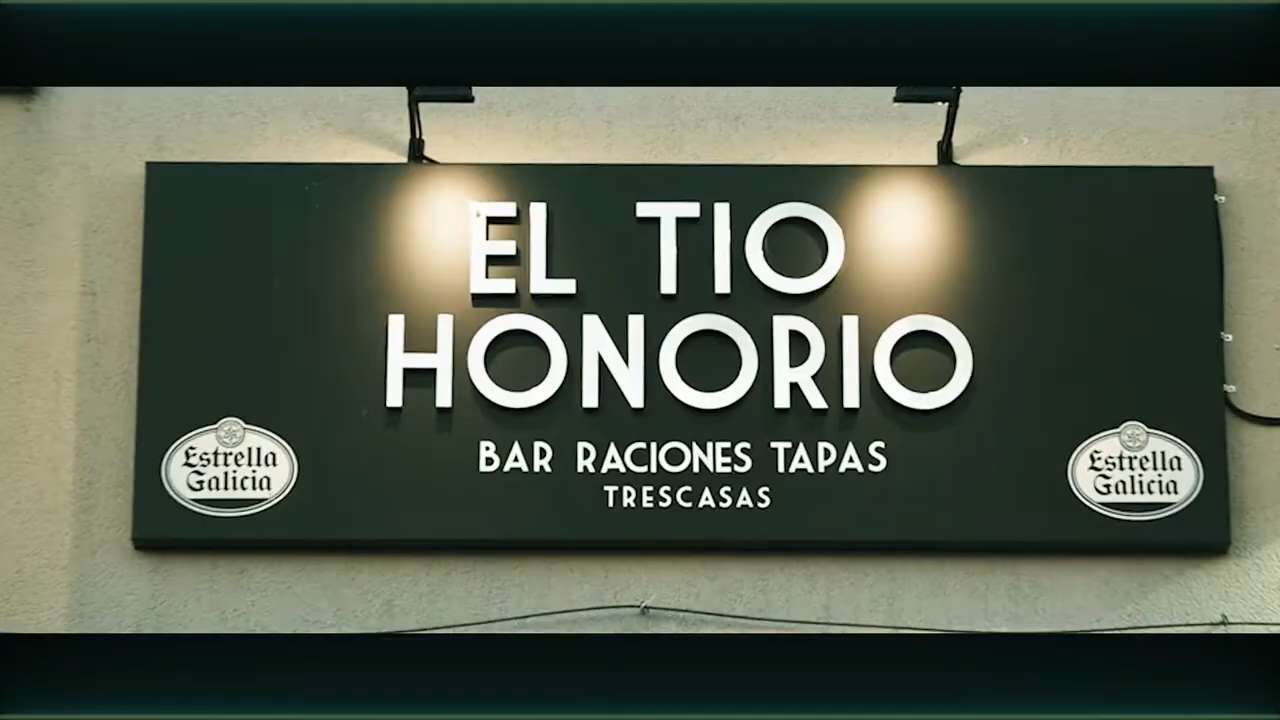 EL TIO
HONORIO
BAR RACIONES TAPAS
TRESCASAS
Estrella
Galicia
Estrella
Galicia